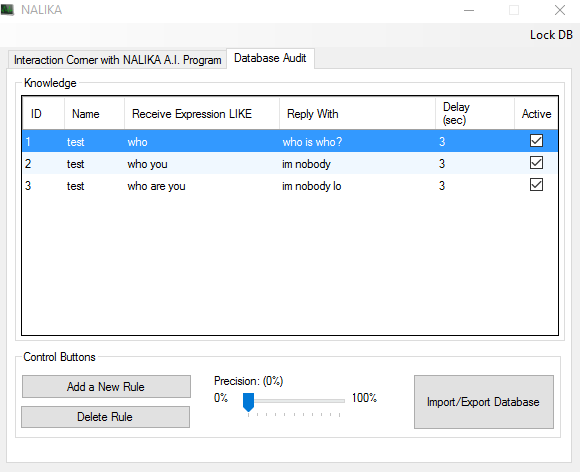 NALIKA
Lock DB
Interaction Corner with NALIKA A.I. Program Database Audit
Knowledge
ID Name Receive Expression LIKE Reply With Delay (sec) Active
1 test who who is who? 3
2 test who you im nobody 3
3 test who are you im nobody lo 3
Control Buttons
Add a New Rule
Delete Rule
Precision: (0%)
0% 100%
Import/Export Database